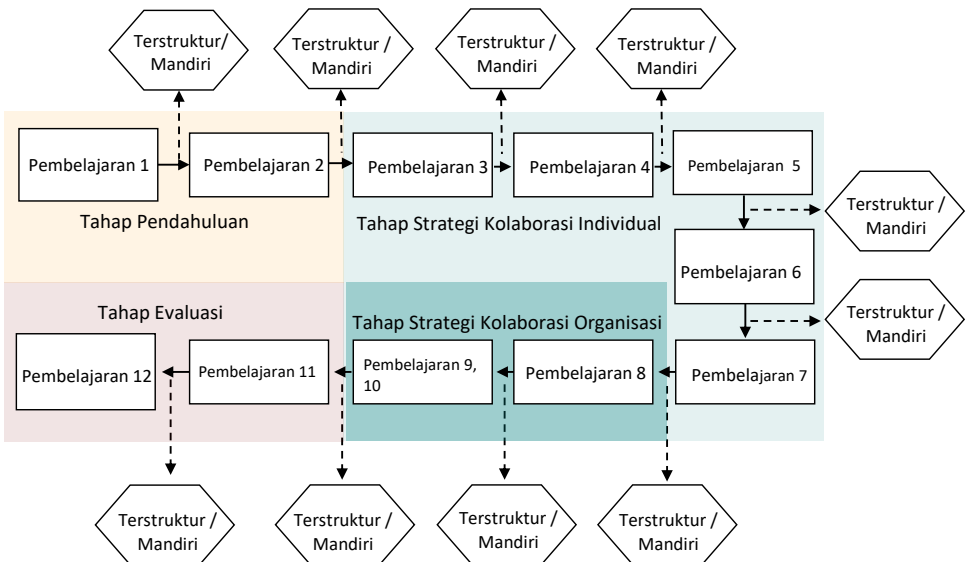 Terstruktur/
Mandiri
Terstruktur /
Mandiri
Terstruktur /
Mandiri
Terstruktur /
Mandiri
Pembelajaran 1
Pembelajaran 2
Pembelajaran 3
Pembelajaran 4
Pembelajaran 5
Tahap Pendahuluan
Tahap Strategi Kolaborasi Individual
Terstruktur /
Mandiri
Pembelajaran 6
Terstruktur /
Mandiri
Tahap Evaluasi
Tahap Strategi Kolaborasi Organisasi
Pembelajaran 12
Pembelajaran 11
Pembelajaran 9,
10
Pembelajaran 8
Pembelajaran 7
Terstruktur /
Mandiri
Terstruktur /
Mandiri
Terstruktur /
Mandiri
Terstruktur /
Mandiri